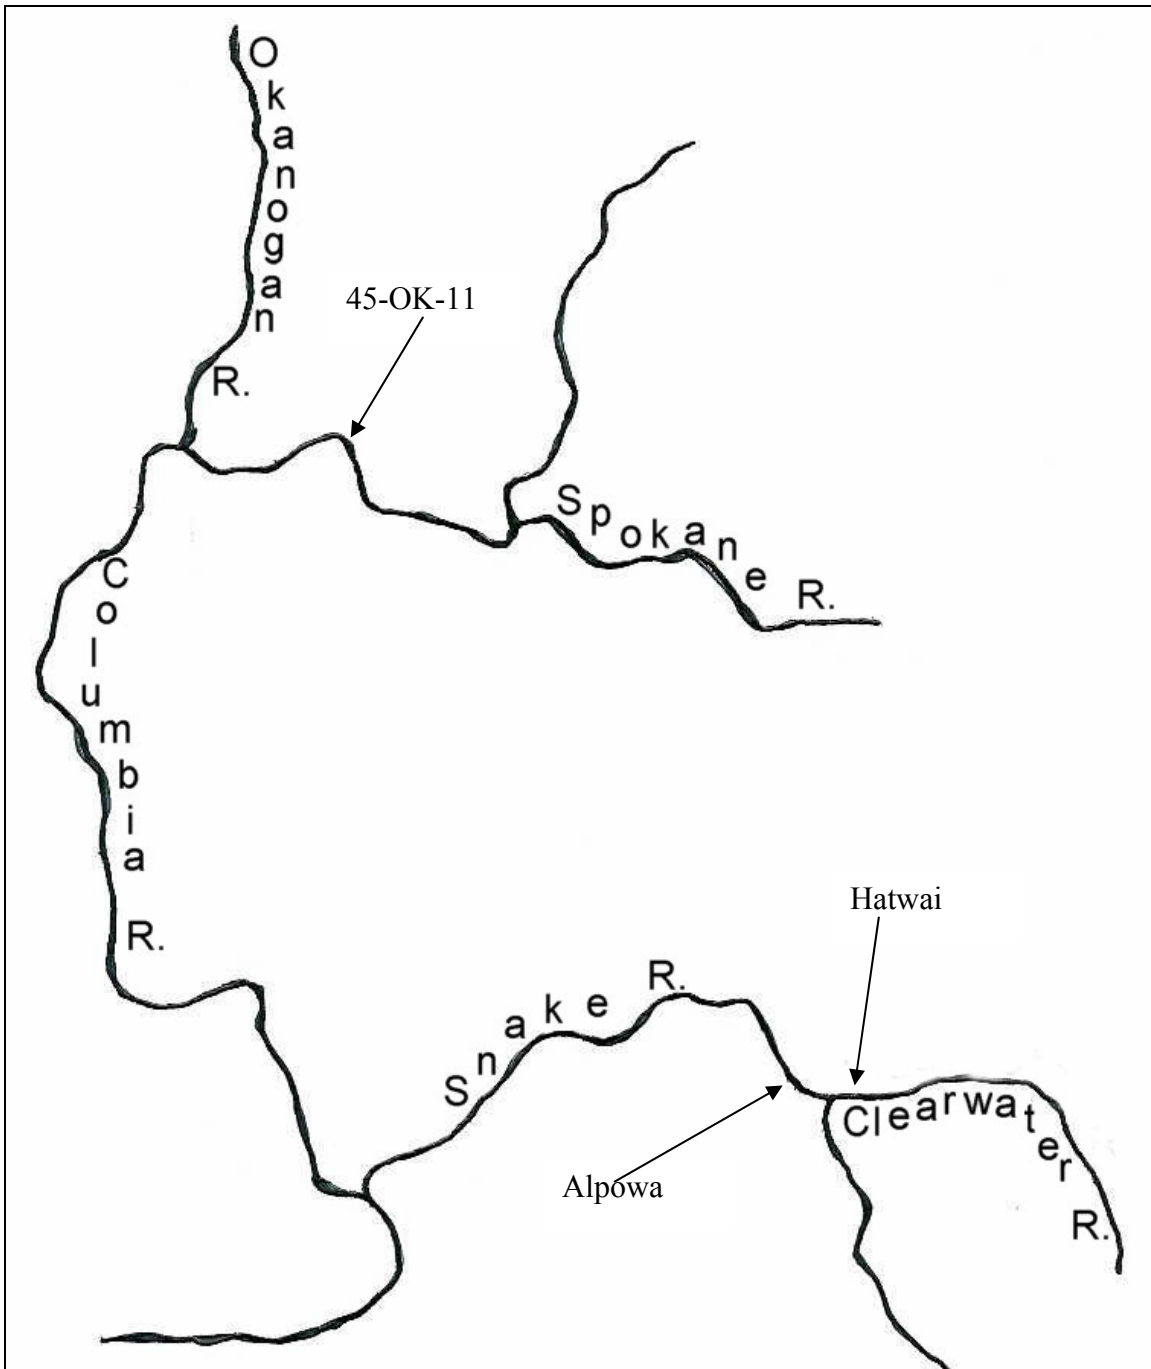 Okanogan R.
45-OK-11
Spokane R.
Columbia R.
Hatwai
Snake R.
Clearwater R.
Alpowa